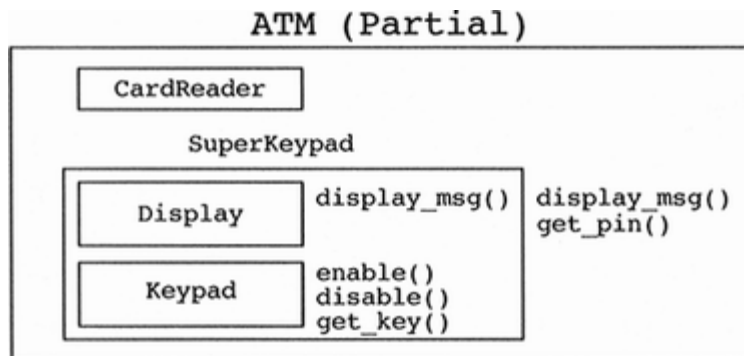 ATM (Partial)
CardReader
SuperKeypad
Display
display_msg()
display_msg()
get_pin()
Keypad
enable()
disable()
get_key()